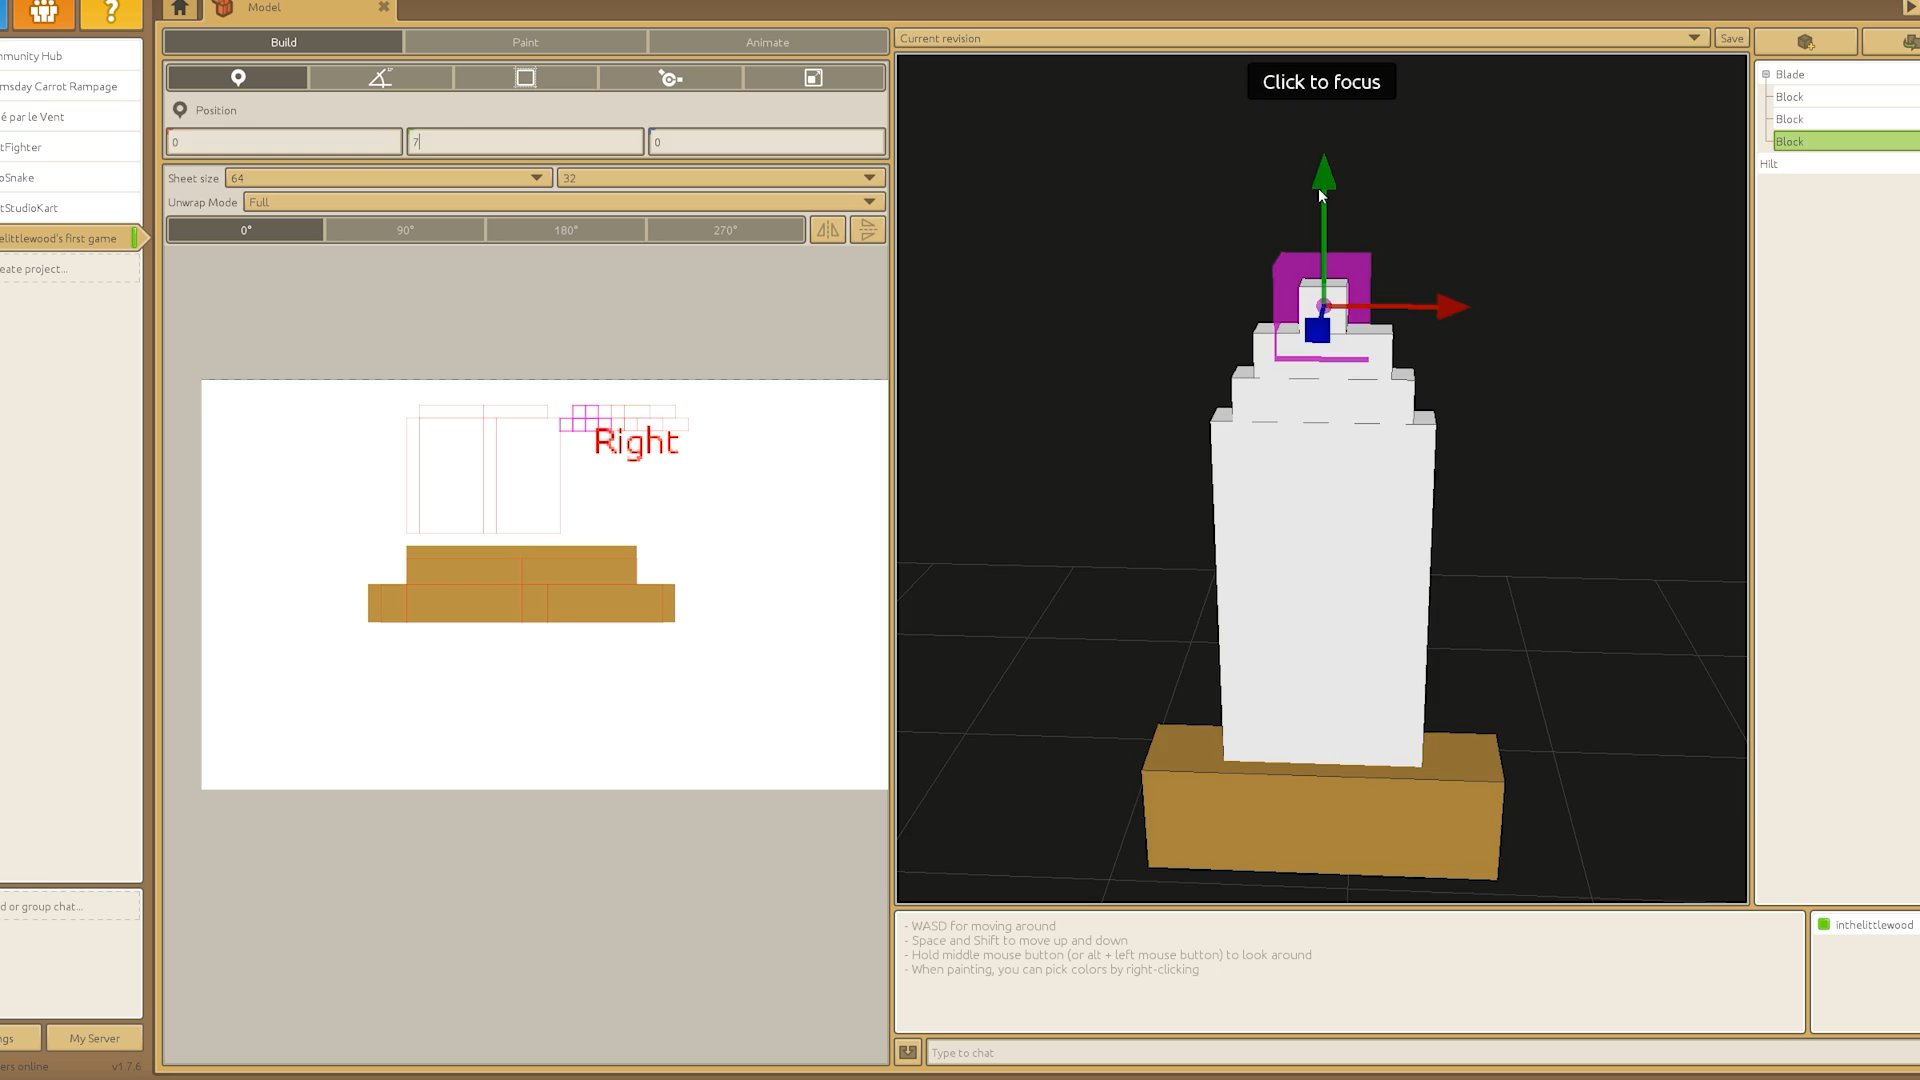 ?
Model
mmunity Hub
msday Carrot Rampage
é par le Vent
tFighter
oSnake
tStudioKart
elittlewood's first game
eate project...
d or group chat...
ngs
My Server
ers online
v1.7.6
Build
Paint
Animate
Position
0
7
0
Sheet size
64
32
Unwrap Mode
Full
0°
90°
180°
270°
Right
Current revision
Save
Click to focus
- WASD for moving around
- Space and Shift to move up and down
- Hold middle mouse button (or alt + left mouse button) to look around
- When painting, you can pick colors by right-clicking
Type to chat
Blade
Block
Block
Block
Hilt
inthelittlewood